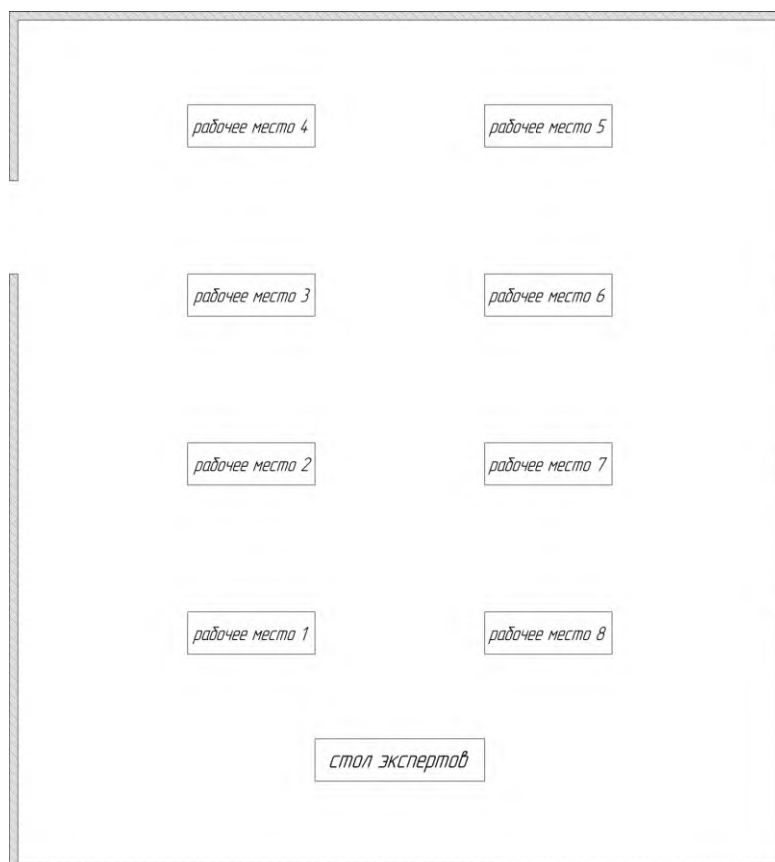 рабочее место 4
рабочее место 5
рабочее место 3
рабочее место 6
рабочее место 2
рабочее место 7
рабочее место 1
рабочее место 8
стол экспертов